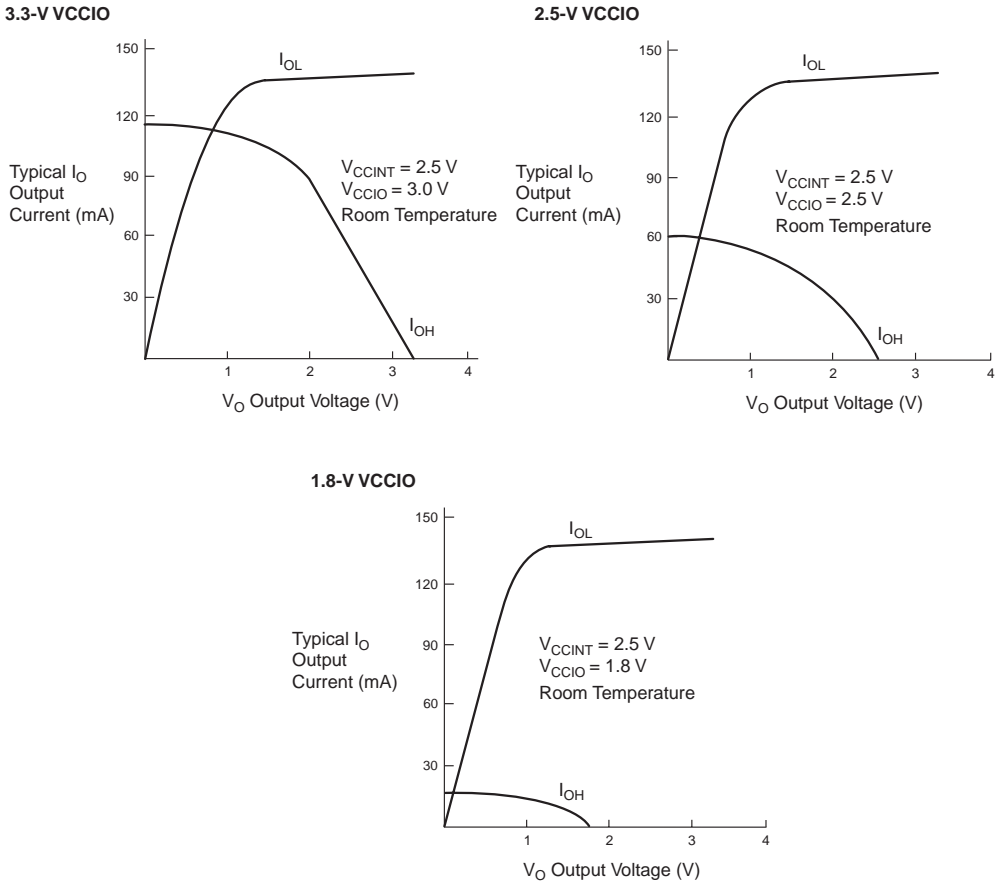 3.3-V VCCIO
150
120
90
60
30
Typical IO
Output
Current (mA)
IOL
VCCINT = 2.5 V
VCCIO = 3.0 V
Room Temperature
IOH
1
2
3
4
VO Output Voltage (V)
2.5-V VCCIO
150
120
90
60
30
Typical IO
Output
Current (mA)
IOL
VCCINT = 2.5 V
VCCIO = 2.5 V
Room Temperature
IOH
1
2
3
4
VO Output Voltage (V)
1.8-V VCCIO
150
120
90
60
30
Typical IO
Output
Current (mA)
IOL
VCCINT = 2.5 V
VCCIO = 1.8 V
Room Temperature
IOH
1
2
3
4
VO Output Voltage (V)